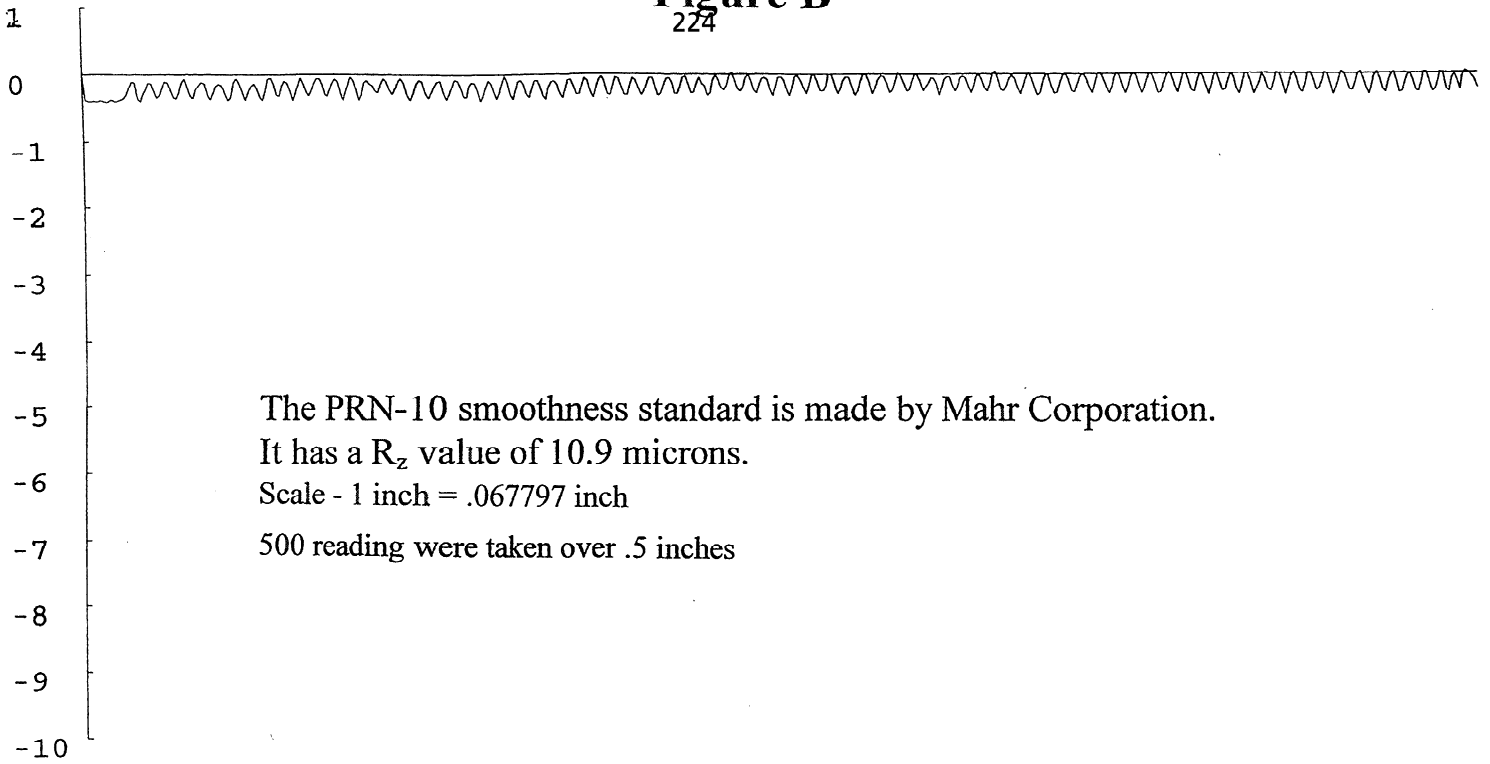 Figure B
224
1
0
-1
-2
-3
-4
-5
-6
-7
-8
-9
-10
The PRN-10 smoothness standard is made by Mahr Corporation.
It has a Rz value of 10.9 microns.
Scale - 1 inch = .067797 inch
500 reading were taken over .5 inches